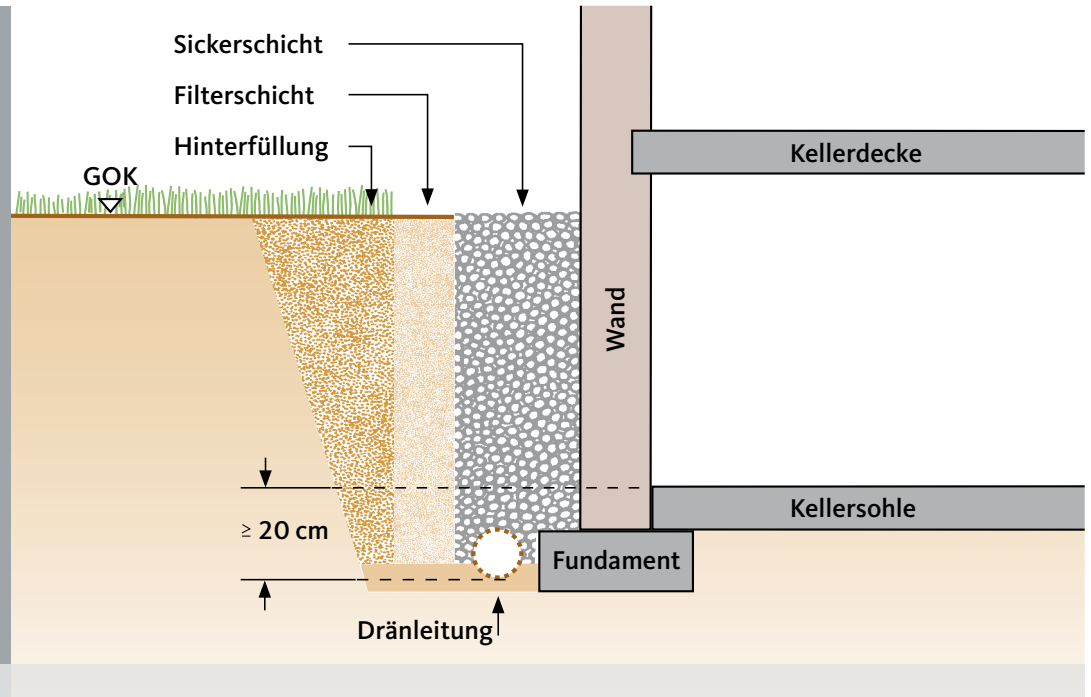 Sickerschicht
Filterschicht
Hinterfüllung
GOK
Kellerdecke
Wand
≥ 20 cm
Kellersohle
Fundament
Dränleitung